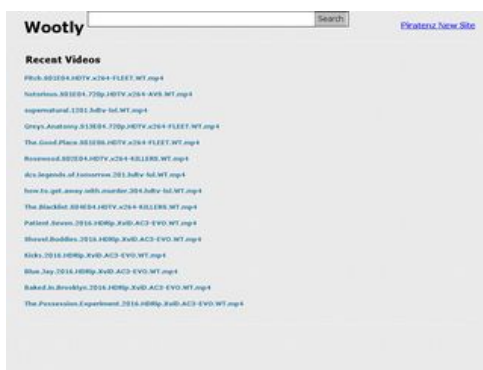 Wootly
Search
Piratenz New Site
Recent Videos
Pitch.S01E04.HDTV.x264-FLEET.WT.mp4
Notorious.S01E04.720p.HDTV.x264-AVS.WT.mp4
supernatural.1201.hdtv-lol.WT.mp4
Greys.Anatomy.S13E04.720p.HDTV.x264-FLEET.WT.mp4
The.Good.Place.S01E06.HDTV.x264-FLEET.WT.mp4
Rosewood.S02E04.HDTV.x264-KILLERS.WT.mp4
dcs.legends.of.tomorrow.201.hdtv-lol.WT.mp4
how.to.get.away.with.murder.304.hdtv-lol.WT.mp4
The.Blacklist.S04E04.HDTV.x264-KILLERS.WT.mp4
Patient.Seven.2016.HDRip.XviD.AC3-EVO.WT.mp4
Shovel.Buddies.2016.HDRip.XviD.AC3-EVO.WT.mp4
Kicks.2016.HDRip.XviD.AC3-EVO.WT.mp4
Blue.Jay.2016.HDRip.XviD.AC3-EVO.WT.mp4
Baked.in.Brooklyn.2016.HDRip.XviD.AC3-EVO.WT.mp4
The.Possession.Experiment.2016.HDRip.XviD.AC3-EVO.WT.mp4